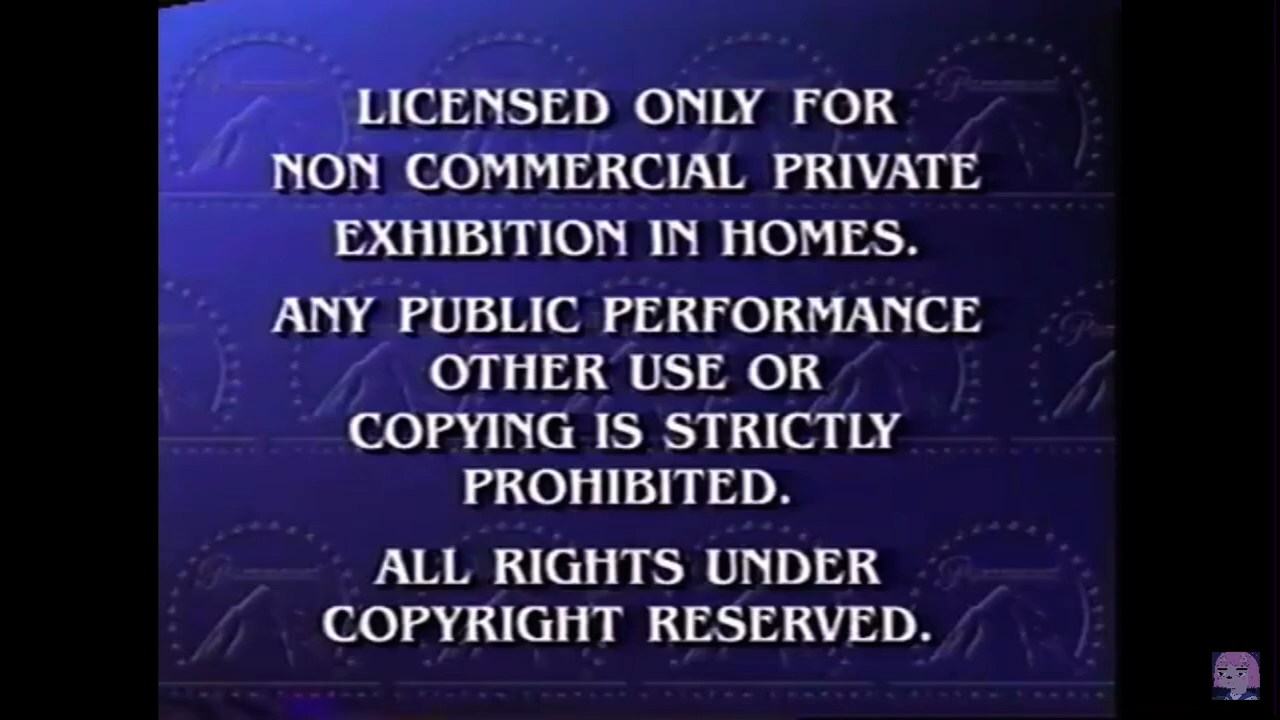 LICENSED ONLY FOR
NON COMMERCIAL PRIVATE
EXHIBITION IN HOMES.
ANY PUBLIC PERFORMANCE
OTHER USE OR
COPYING IS STRICTLY
PROHIBITED.
ALL RIGHTS UNDER
COPYRIGHT RESERVED.